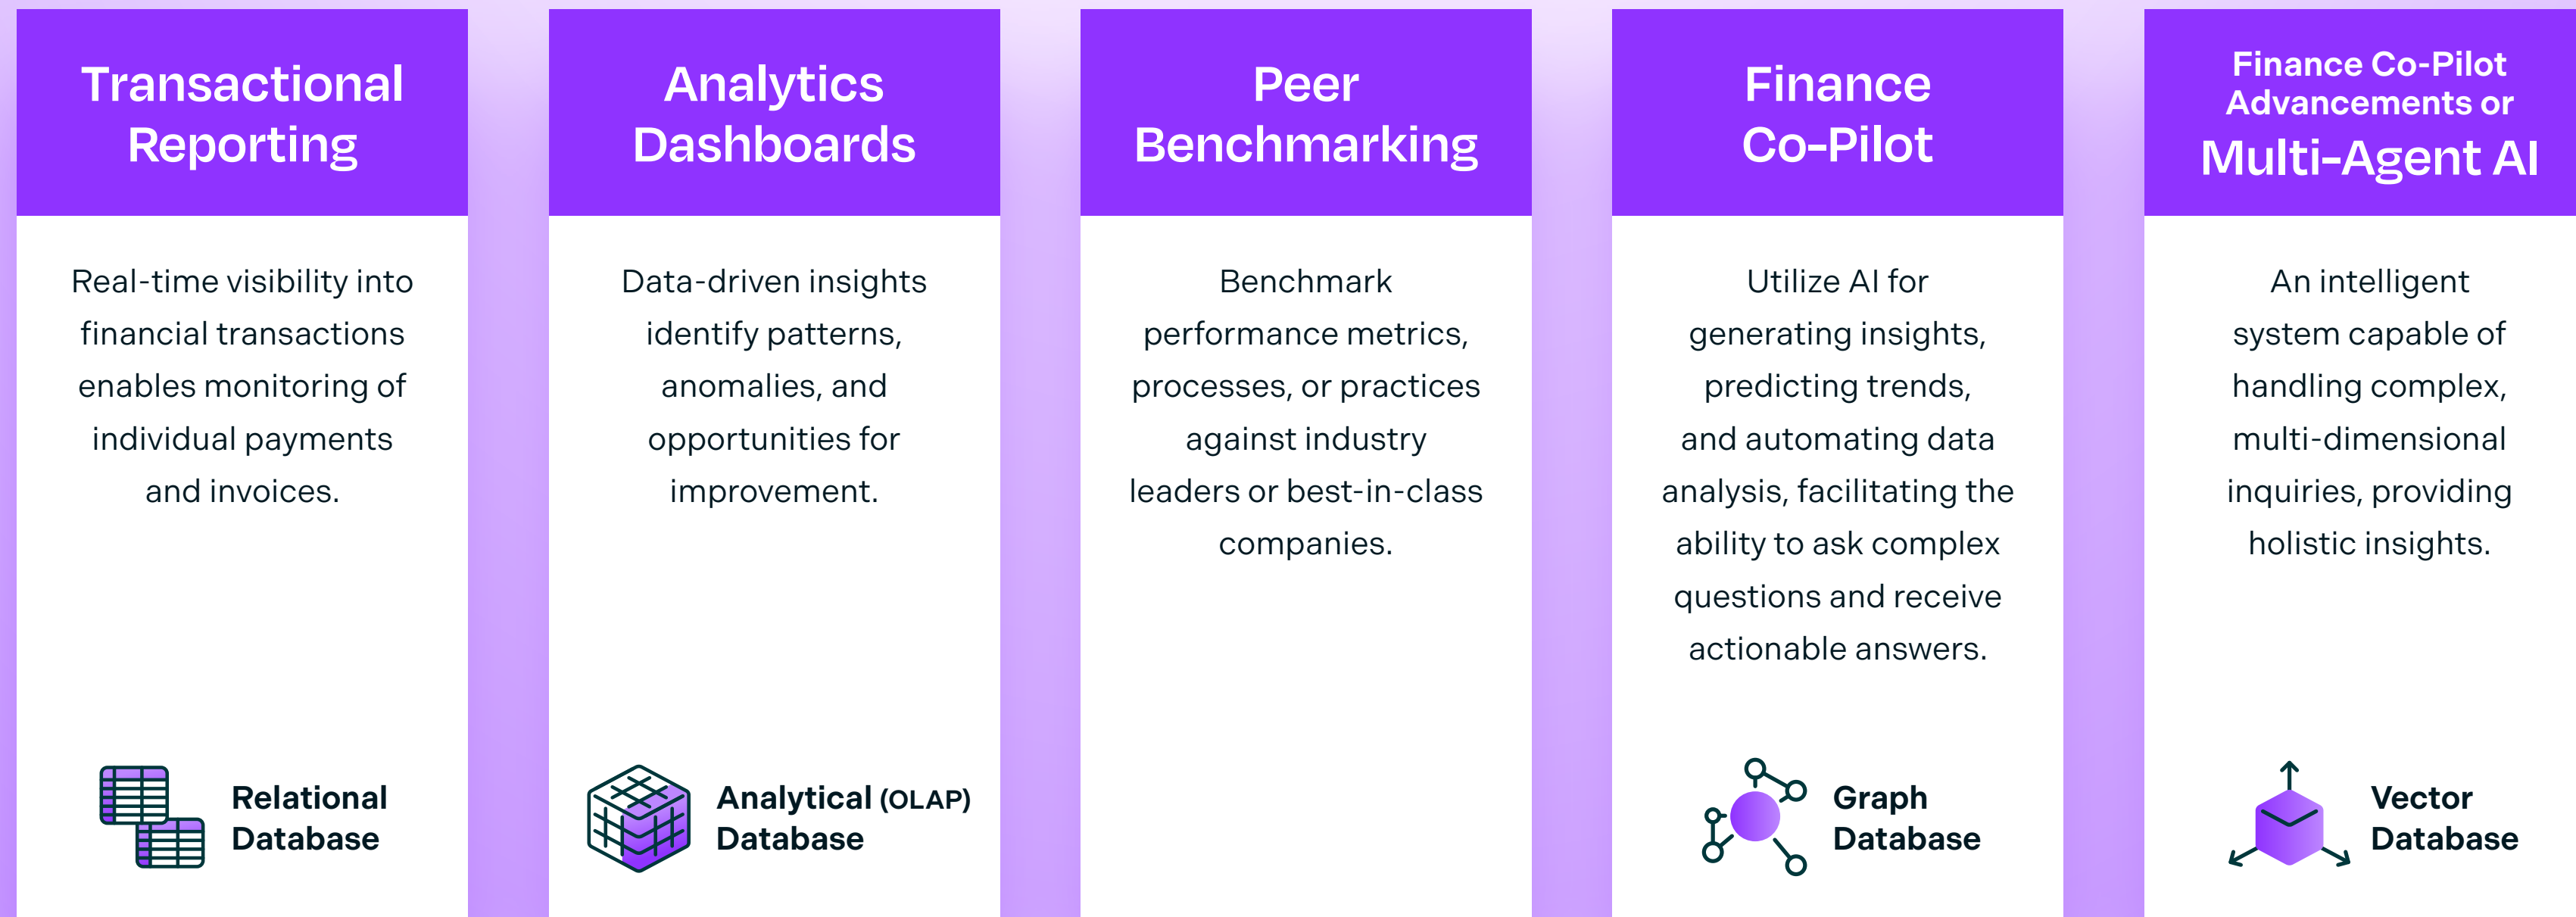 Transactional
Reporting
Real-time visibility into
financial transactions
enables monitoring of
individual payments
and invoices.
Relational
Database
Analytics
Dashboards
Data-driven insights
identify patterns,
anomalies, and
opportunities for
improvement.
Analytical (OLAP)
Database
Peer
Benchmarking
Benchmark
performance metrics,
processes, or practices
against industry
leaders or best-in-class
companies.
Finance
Co-Pilot
Utilize AI for
generating insights,
predicting trends,
and automating data
analysis, facilitating the
ability to ask complex
questions and receive
actionable answers.
Graph
Database
Finance Co-Pilot
Advancements or
Multi-Agent AI
An intelligent
system capable of
handling complex,
multi-dimensional
inquiries, providing
holistic insights.
Vector
Database